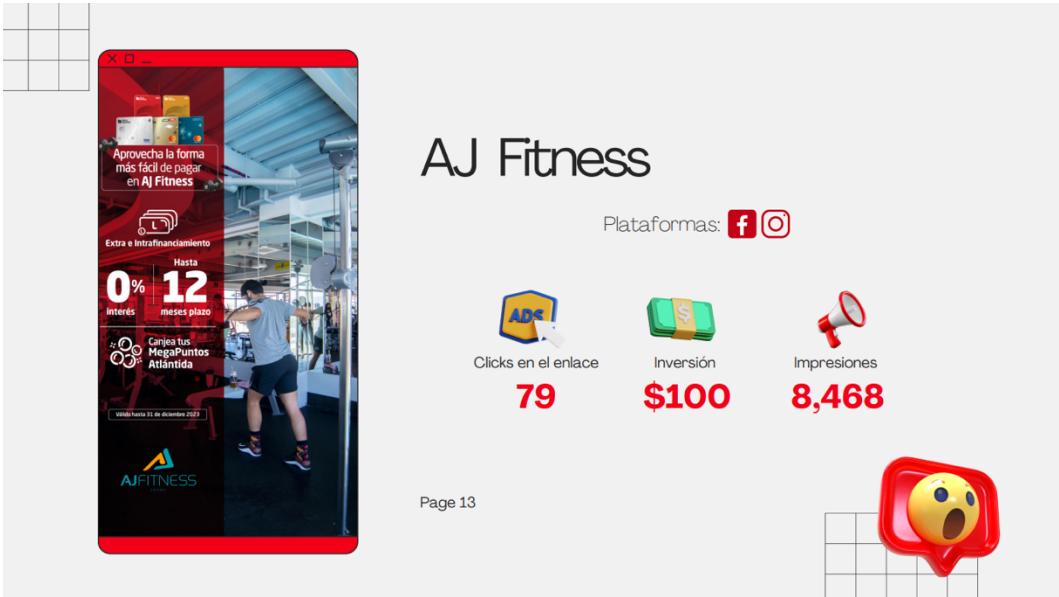 Aprovecha la forma
más fácil de pagar
en AJ Fitness
Extra e Intrafinanciamiento
0%
interés
Hasta
12
meses plazo
Canjea tus
MegaPuntos
Atlántida
Válido hasta 31 de diciembre 2023
AJFITNESS
AJ Fitness
Plataformas:
ADS
Clicks en el enlace
79
Inversión
$100
Impresiones
8,468
Page 13